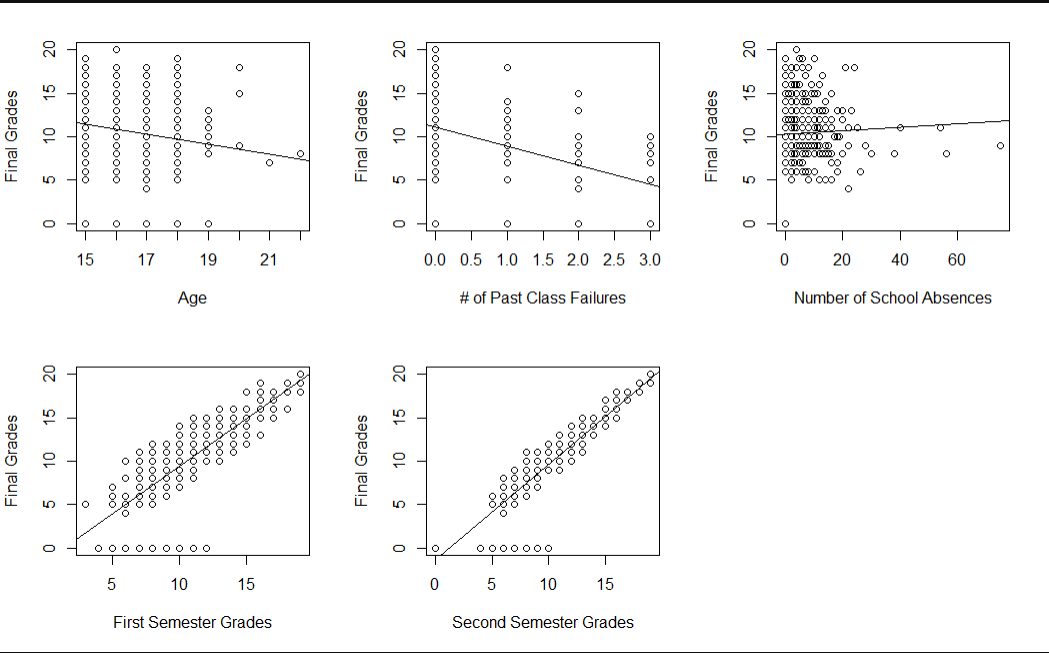 Final Grades
20
15
10
5
0
15 17 19 21
Age
Final Grades
20
15
10
5
0
0.0 0.5 1.0 1.5 2.0 2.5 3.0
# of Past Class Failures
Final Grades
20
15
10
5
0
0 20 40 60
Number of School Absences
Final Grades
20
15
10
5
0
5 10 15
First Semester Grades
Final Grades
20
15
10
5
0
0 5 10 15
Second Semester Grades